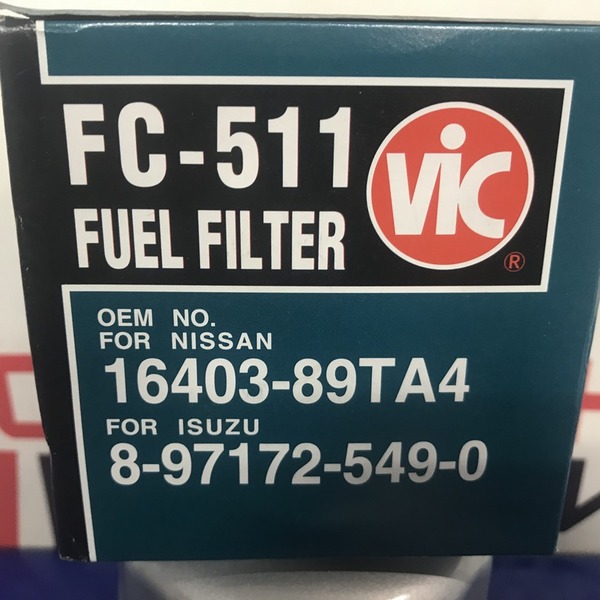 FC-511
VIC
®
FUEL FILTER
OEM NO.
FOR NISSAN
16403-89TA4
FOR ISUZU
8-97172-549-0